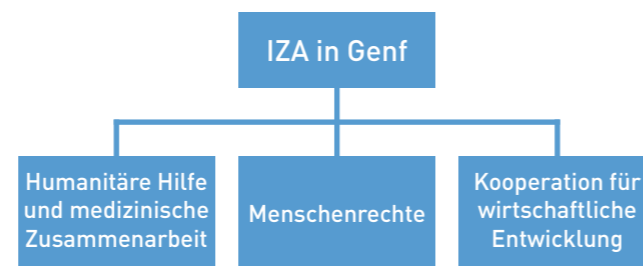 IZA in Genf
Humanitäre Hilfe
und medizinische
Zusammenarbeit
Menschenrechte
Kooperation für
wirtschaftliche
Entwicklung